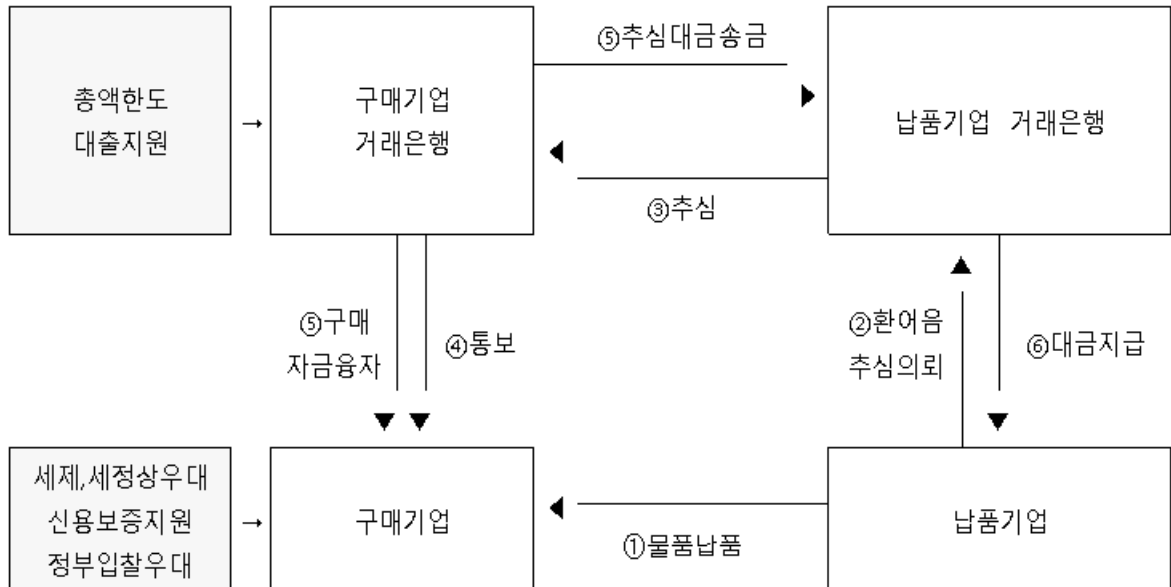 ⑤추심대금송금
총액한도
대출지원
→
구매기업
거래은행
납품기업 거래은행
③추심
⑤구매
자금융자
④통보
②환어음
추심의뢰
⑥대금지급
세제,세정상우대
신용보증지원
정부입찰우대
→
구매기업
납품기업
①물품납품